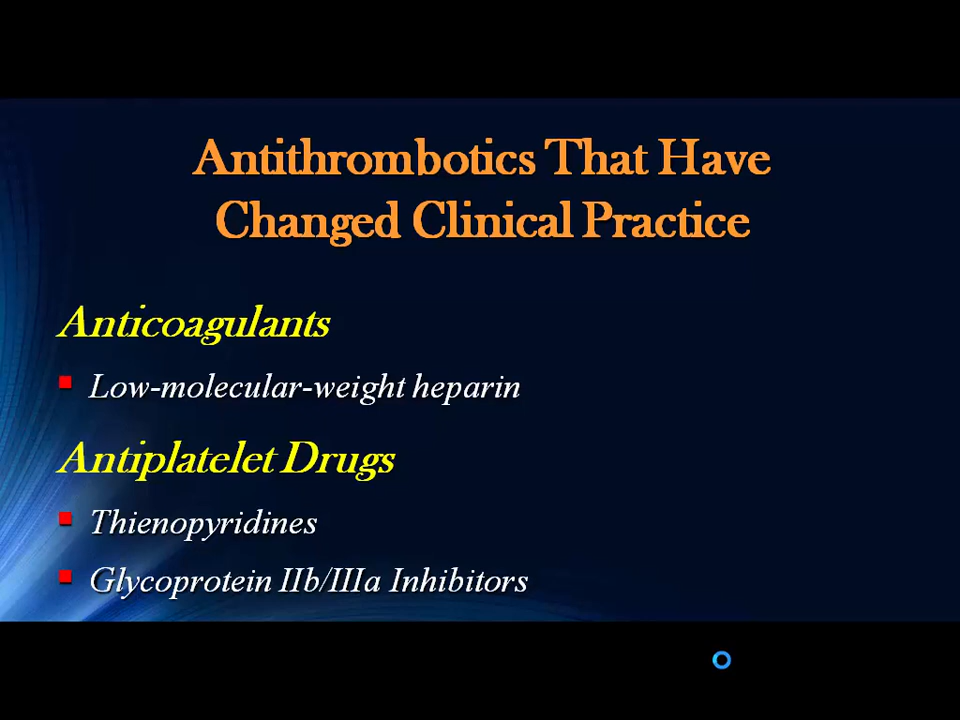 Antithrombotics That Have
Changed Clinical Practice
Anticoagulants
▪ Low-molecular-weight heparin
Antiplatelet Drugs
▪ Thienopyridines
▪ Glycoprotein IIb/IIIa Inhibitors